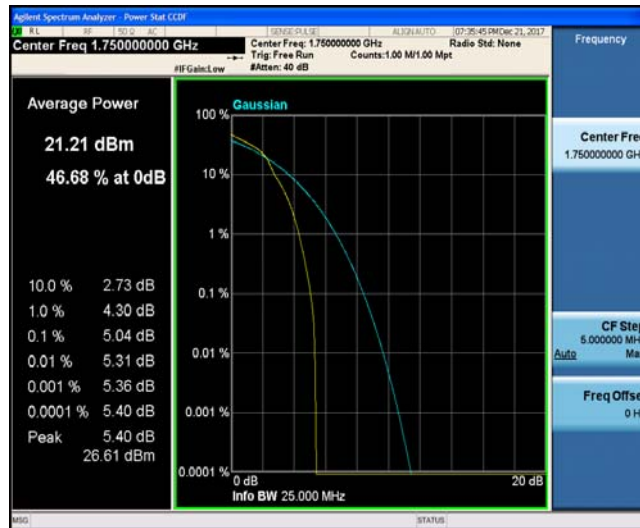 Agilent Spectrum Analyzer - Power Stat CCDF
RL RF 50 Ω AC SENSE:PULSE ALIGN AUTO 07:35:45 PM Dec 21, 2017
Center Freq 1.750000000 GHz
Center Freq: 1.750000000 GHz
Radio Std: None
Trig: Free Run
Counts:1.00 M/1.00 Mpt
#IFGain:Low
#Atten: 40 dB
Frequency
Average Power
21.21 dBm
46.68 % at 0dB
10.0 % 2.73 dB
1.0 % 4.30 dB
0.1 % 5.04 dB
0.01 % 5.31 dB
0.001 % 5.36 dB
0.0001 % 5.40 dB
Peak 5.40 dB
26.61 dBm
Gaussian
100 %
10 %
1 %
0.1 %
0.01 %
0.001 %
0.0001 %
0 dB
20 dB
Info BW 25.000 MHz
Center Fre
1.750000000 GH
CF Step
5.000000 MH
Auto Ma
Freq Offse
0 H
MSG
STATUS